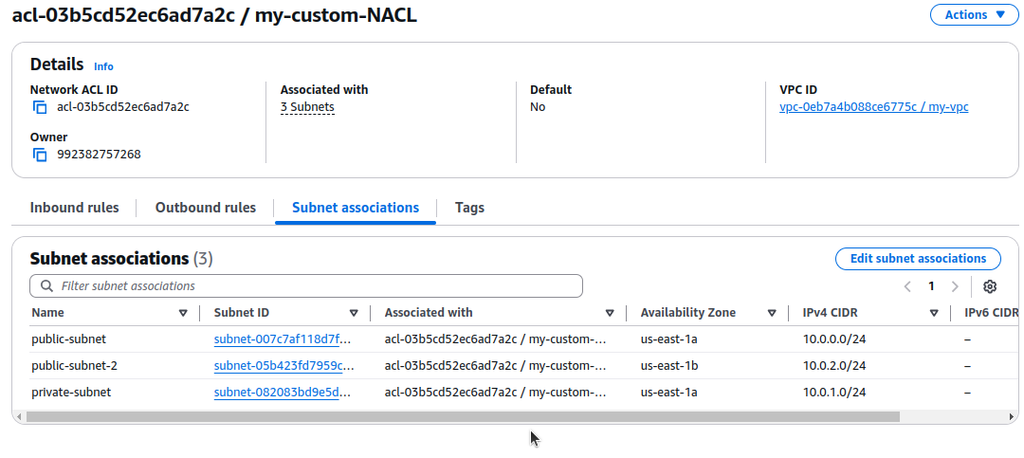 acl-03b5cd52ec6ad7a2c / my-custom-NACL
Actions
Details Info
Network ACL ID
acl-03b5cd52ec6ad7a2c
Associated with
3 Subnets
Default
No
VPC ID
vpc-0eb7a4b088ce6775c / my-vpc
Owner
992382757268
Inbound rules Outbound rules Subnet associations Tags
Subnet associations (3)
Edit subnet associations
Filter subnet associations
1
Name Subnet ID Associated with Availability Zone IPv4 CIDR IPv6 CIDR
public-subnet subnet-007c7af118d7f... acl-03b5cd52ec6ad7a2c / my-custom-... us-east-1a 10.0.0.0/24 –
public-subnet-2 subnet-05b423fd7959c... acl-03b5cd52ec6ad7a2c / my-custom-... us-east-1b 10.0.2.0/24 –
private-subnet subnet-082083bd9e5d... acl-03b5cd52ec6ad7a2c / my-custom-... us-east-1a 10.0.1.0/24 –